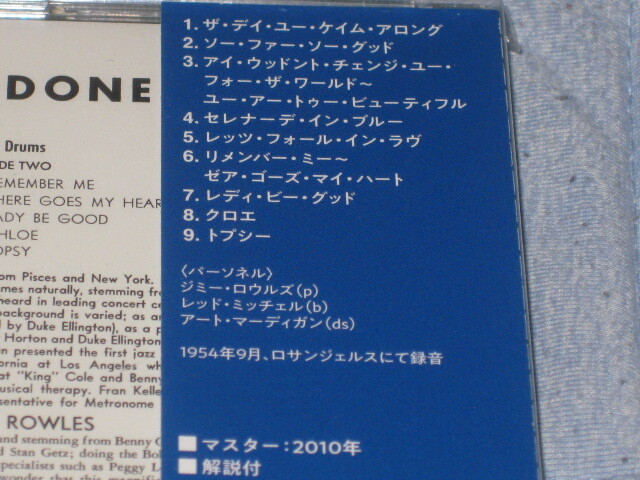 DONE
Drums
DE TWO
EMEMBER ME
HERE GOES MY HEAR
ADY BE GOOD
HLOE
OPSY
om Pisces and New York.
mes naturally, stemming fr
heard in leading concert c
background is varied; as a
d by Duke Ellington), as a p
Horton and Duke Ellington
n presented the first jazz
ornia at Los Angeles wh
at "King" Cole and Benny
usical therapy. Fran Kelle
sentative for Metronome
ROWLES
and stemming from Benny G
d Stan Getz; doing the Bo
specialists such as Peggy L
wonder that this magnifi
1. ザ・デイ・ユー・ケイム・アロング
2. ソー・ファー・ソー・グッド
3. アイ・ウッドント・チェンジ・ユー・
フォー・ザ・ワールド～
ユー・アー・トゥー・ビューティフル
4. セレナーデ・イン・ブルー
5. レッツ・フォール・イン・ラヴ
6. リメンバー・ミー～
ゼア・ゴーズ・マイ・ハート
7. レディ・ビー・グッド
8. クロエ
9. トプシー
〈パーソネル〉
ジミー・ロウルズ(p)
レッド・ミッチェル(b)
アート・マーディガン(ds)
1954年9月、ロサンジェルスにて録音
■マスター：2010年
■解説付